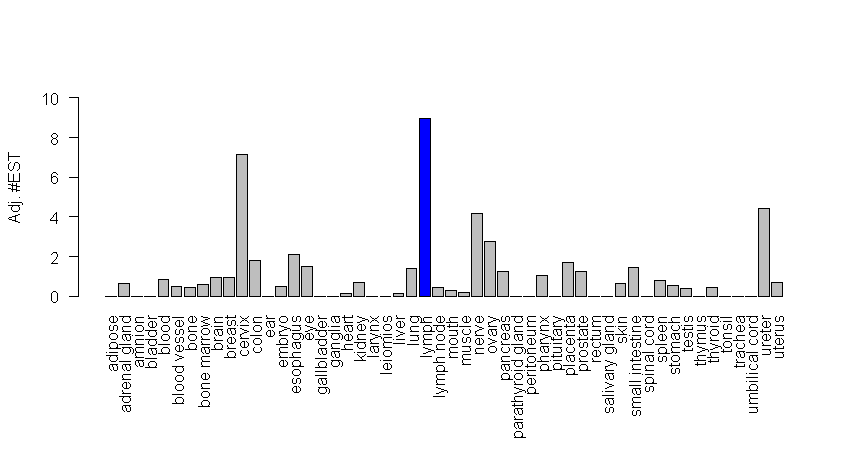 10
8
6
4
2
0
Adj. #EST
adipose
adrenal gland
amnion
bladder
blood
blood vessel
bone
bone marrow
brain
breast
cervix
colon
ear
embryo
esophagus
eye
gallbladder
ganglia
heart
kidney
larynx
leiomios
liver
lung
lymph
lymph node
mouth
muscle
nerve
ovary
pancreas
parathyroid gland
peritoneum
pharynx
pituitary
placenta
prostate
rectum
salivary gland
skin
small intestine
spinal cord
spleen
stomach
testis
thymus
thyroid
tonsil
trachea
umbilical cord
ureter
uterus